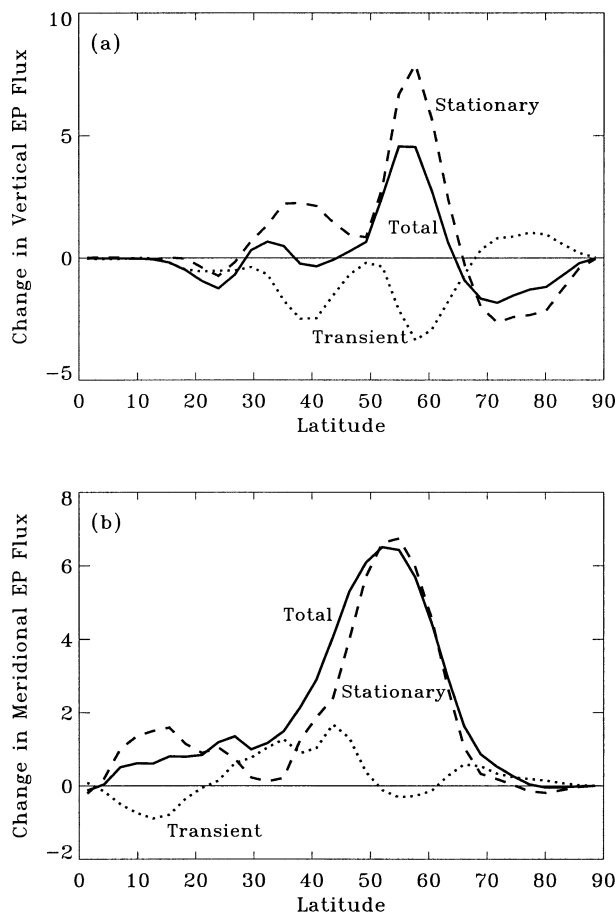 (a)
Change in Vertical EP Flux
10
5
0
−5
Stationary
Total
Transient
0 10 20 30 40 50 60 70 80 90
Latitude
(b)
Change in Meridional EP Flux
8
6
4
2
0
−2
Total
Stationary
Transient
0 10 20 30 40 50 60 70 80 90
Latitude